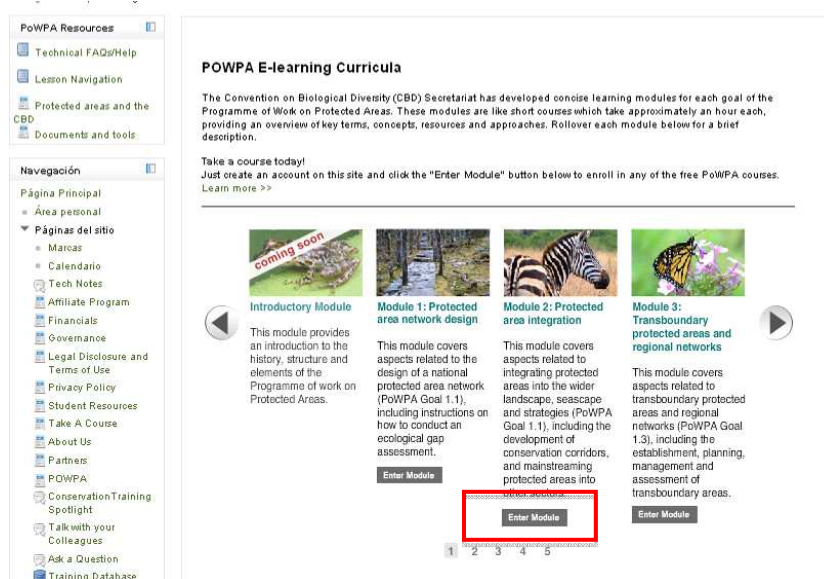 PoWPA Resources
Technical FAQs/Help
Lesson Navigation
Protected areas and the
CBD
Documents and tools
Navegación
Página Principal
Área personal
Páginas del sitio
Marcas
Calendario
Tech Notes
Affiliate Program
Financials
Governance
Legal Disclosure and
Terms of Use
Privacy Policy
Student Resources
Take A Course
About Us
Partners
POWPA
Conservation Training
Spotlight
Talk with your
Colleagues
Ask a Question
Training Database
POWPA E-learning Curricula
The Convention on Biological Diversity (CBD) Secretariat has developed concise learning modules for each goal of the
Programme of Work on Protected Areas. These modules are like short courses which take approximately an hour each,
providing an overview of key terms, concepts, resources and approaches. Rollover each module below for a brief
description.
Take a course today!
Just create an account on this site and click the "Enter Module" button below to enroll in any of the free PoWPA courses.
Learn more >>
coming soon
Introductory Module
This module provides
an introduction to the
history, structure and
elements of the
Programme of work on
Protected Areas.
Module 1: Protected
area network design
This module covers
aspects related to the
design of a national
protected area network
(PoWPA Goal 1.1),
including instructions on
how to conduct an
ecological gap
assessment.
Enter Module
Module 2: Protected
area integration
This module covers
aspects related to
integrating protected
areas into the wider
landscape, seascape
and strategies (PoWPA
Goal 1.1), including the
development of
conservation corridors,
and mainstreaming
protected areas into
other sectors.
Enter Module
Module 3:
Transboundary
protected areas and
regional networks
This module covers
aspects related to
transboundary protected
areas and regional
networks (PoWPA Goal
1.3), including the
establishment, planning,
management and
assessment of
transboundary areas.
Enter Module
1 2 3 4 5